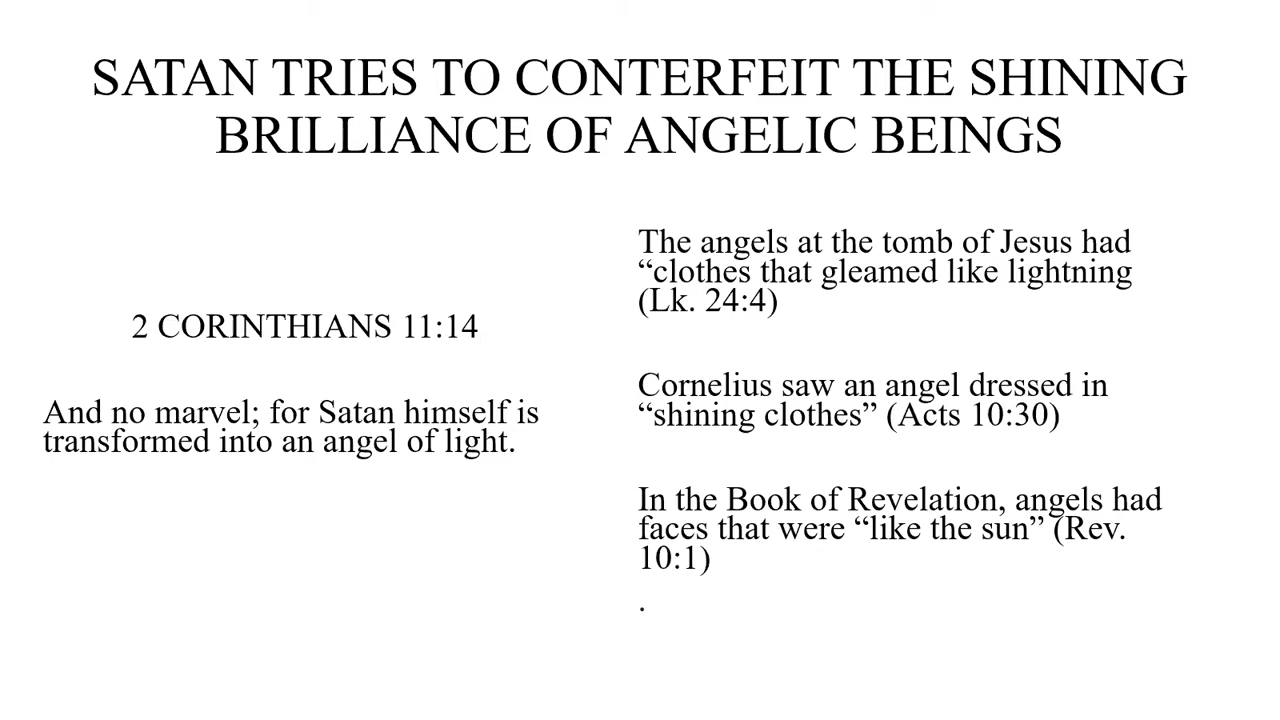 SATAN TRIES TO CONTERFEIT THE SHINING
BRILLIANCE OF ANGELIC BEINGS
2 CORINTHIANS 11:14
And no marvel; for Satan himself is
transformed into an angel of light.
The angels at the tomb of Jesus had
“clothes that gleamed like lightning
(Lk. 24:4)
Cornelius saw an angel dressed in
“shining clothes” (Acts 10:30)
In the Book of Revelation, angels had
faces that were “like the sun” (Rev.
10:1)
.